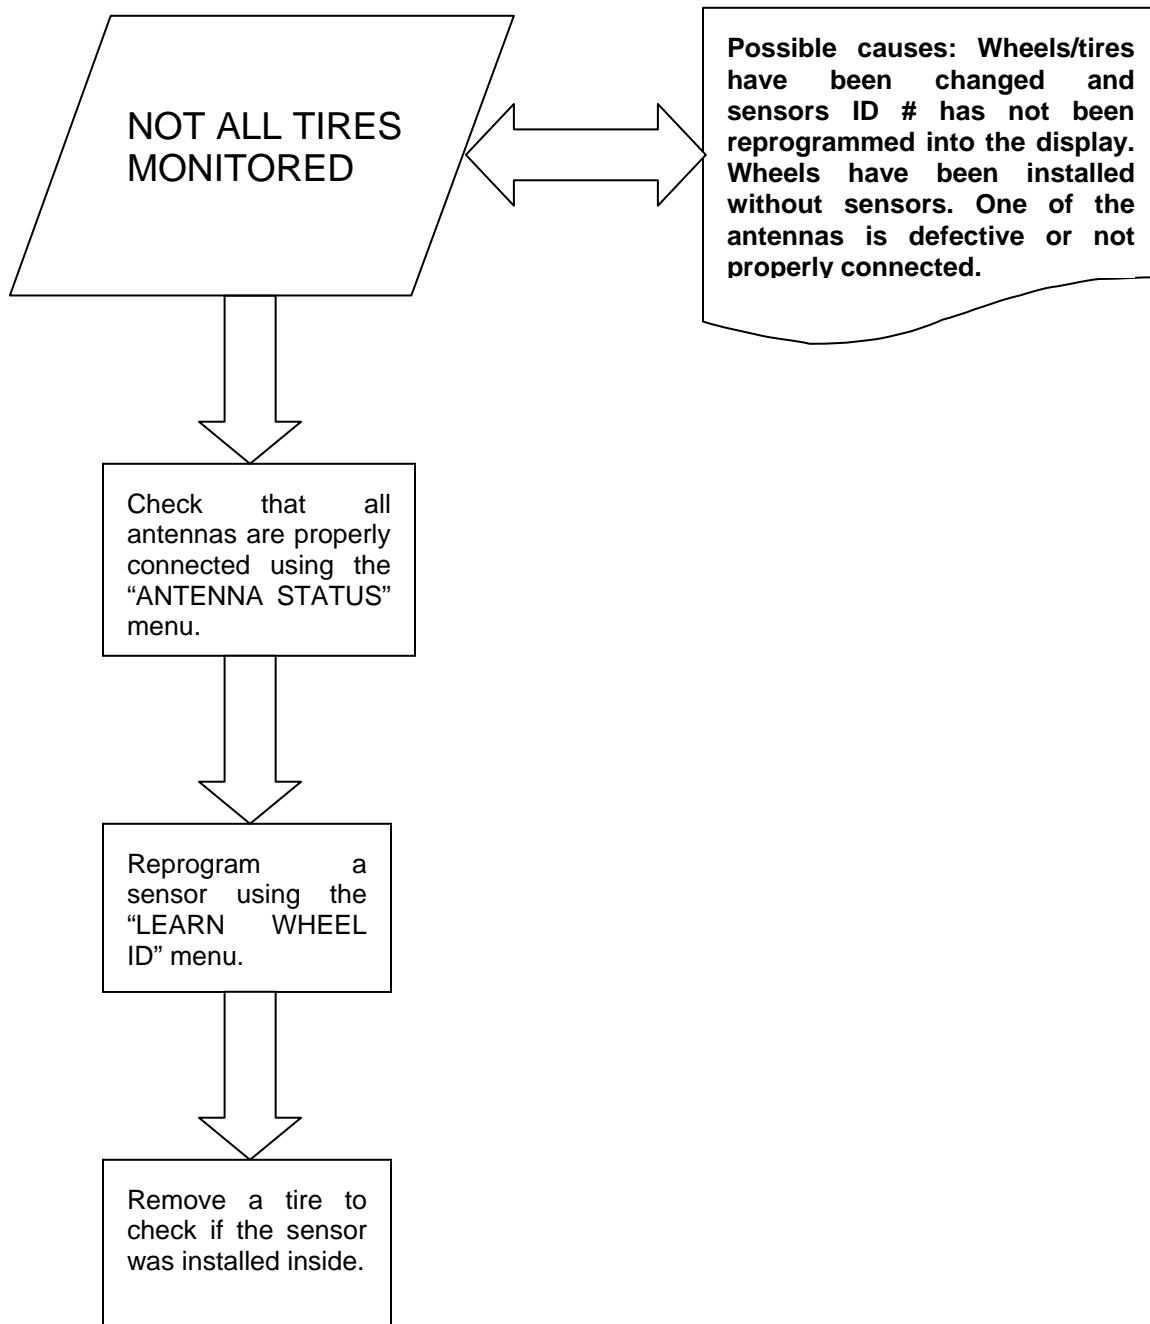 NOT ALL TIRES
MONITORED
Possible causes: Wheels/tires
have been changed and
sensors ID # has not been
reprogrammed into the display.
Wheels have been installed
without sensors. One of the
antennas is defective or not
properly connected.
Check that all
antennas are properly
connected using the
“ANTENNA STATUS”
menu.
Reprogram a
sensor using the
“LEARN WHEEL
ID” menu.
Remove a tire to
check if the sensor
was installed inside.